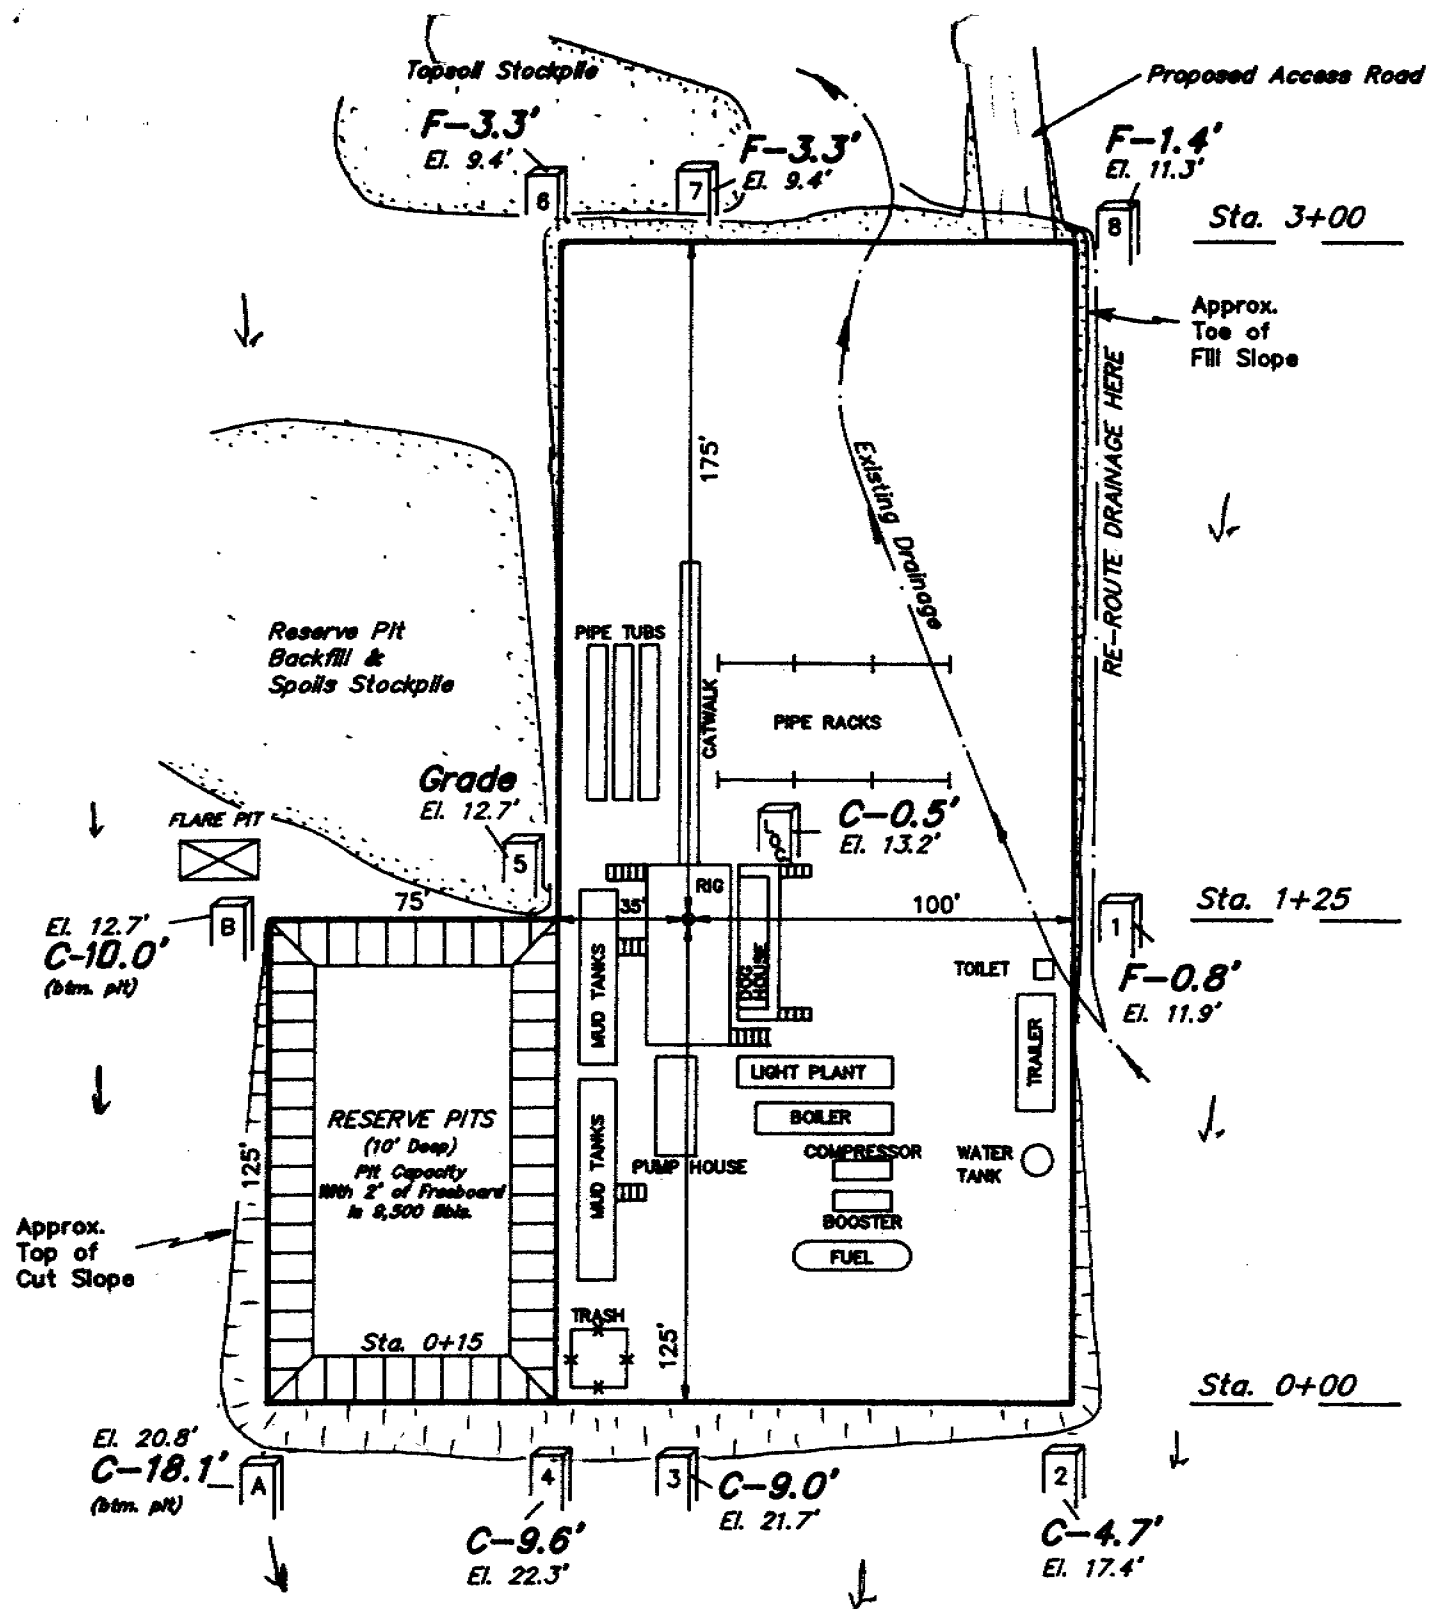 Topsoil Stockpile
F-3.3'
El. 9.4'
6
7
F-3.3'
El. 9.4'
Proposed Access Road
F-1.4'
El. 11.3'
8
Sta. 3+00
Approx.
Toe of
Fill Slope
RE-ROUTE DRAINAGE HERE
175'
Existing Drainage
Reserve Pit
Backfill &
Spoils Stockpile
PIPE TUBS
CATWALK
PIPE RACKS
Grade
El. 12.7'
5
FLARE PIT
C-0.5'
El. 13.2'
LOC
RIG
El. 12.7'
C-10.0'
(btm. pit)
B
75'
35'
100'
1
Sta. 1+25
F-0.8'
El. 11.9'
MUD TANKS
DOG
HOUSE
TOILET
TRAILER
LIGHT PLANT
BOILER
COMPRESSOR
BOOSTER
FUEL
WATER
TANK
RESERVE PITS
(10' Deep)
Pit Capacity
With 2' of Freeboard
is 9,500 Bbls.
125'
MUD TANKS
PUMP HOUSE
Approx.
Top of
Cut Slope
TRASH
Sta. 0+15
125'
Sta. 0+00
El. 20.8'
C-18.1'
(btm. pit)
A
4
C-9.6'
El. 22.3'
3
C-9.0'
El. 21.7'
2
C-4.7'
El. 17.4'